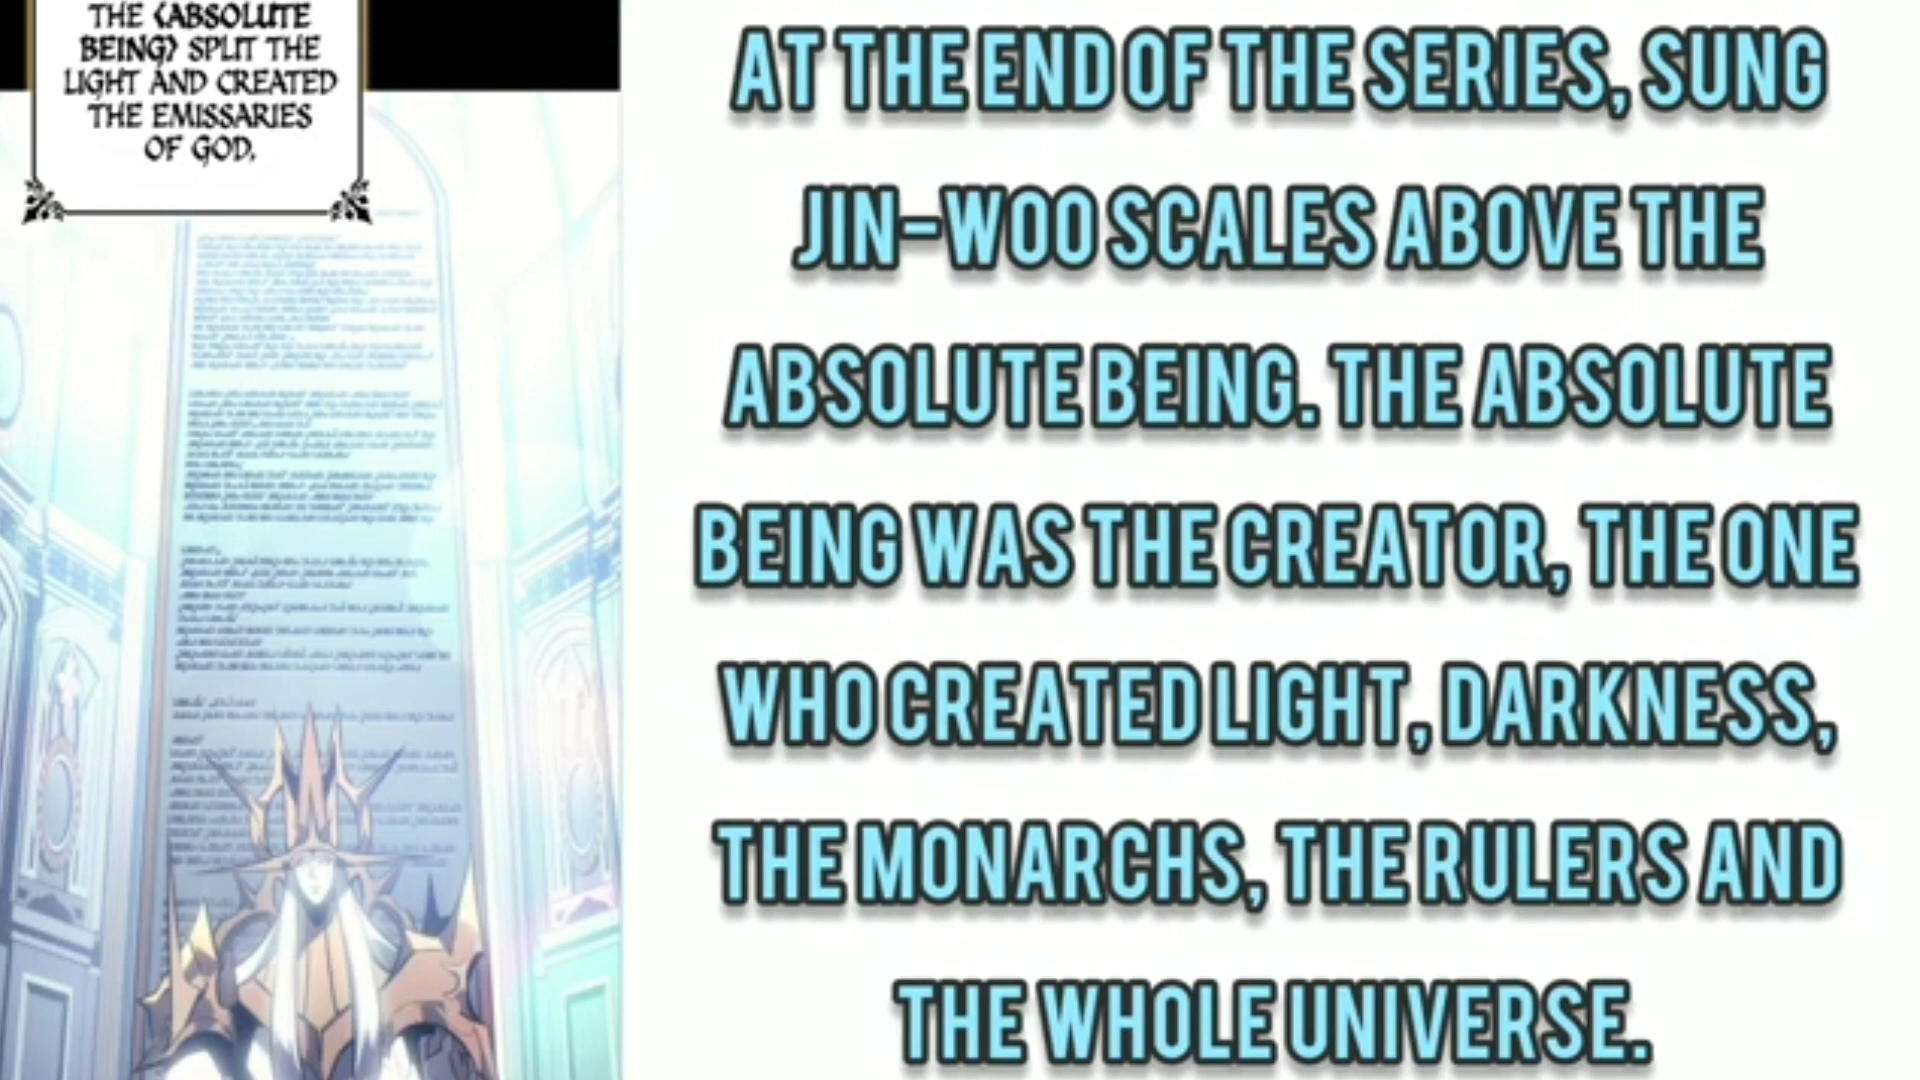 THE <ABSOLUTE
BEING> SPLIT THE
LIGHT AND CREATED
THE EMISSARIES
OF GOD.
AT THE END OF THE SERIES, SUNG
JIN-WOO SCALES ABOVE THE
ABSOLUTE BEING. THE ABSOLUTE
BEING WAS THE CREATOR, THE ONE
WHO CREATED LIGHT, DARKNESS,
THE MONARCHS, THE RULERS AND
THE WHOLE UNIVERSE.